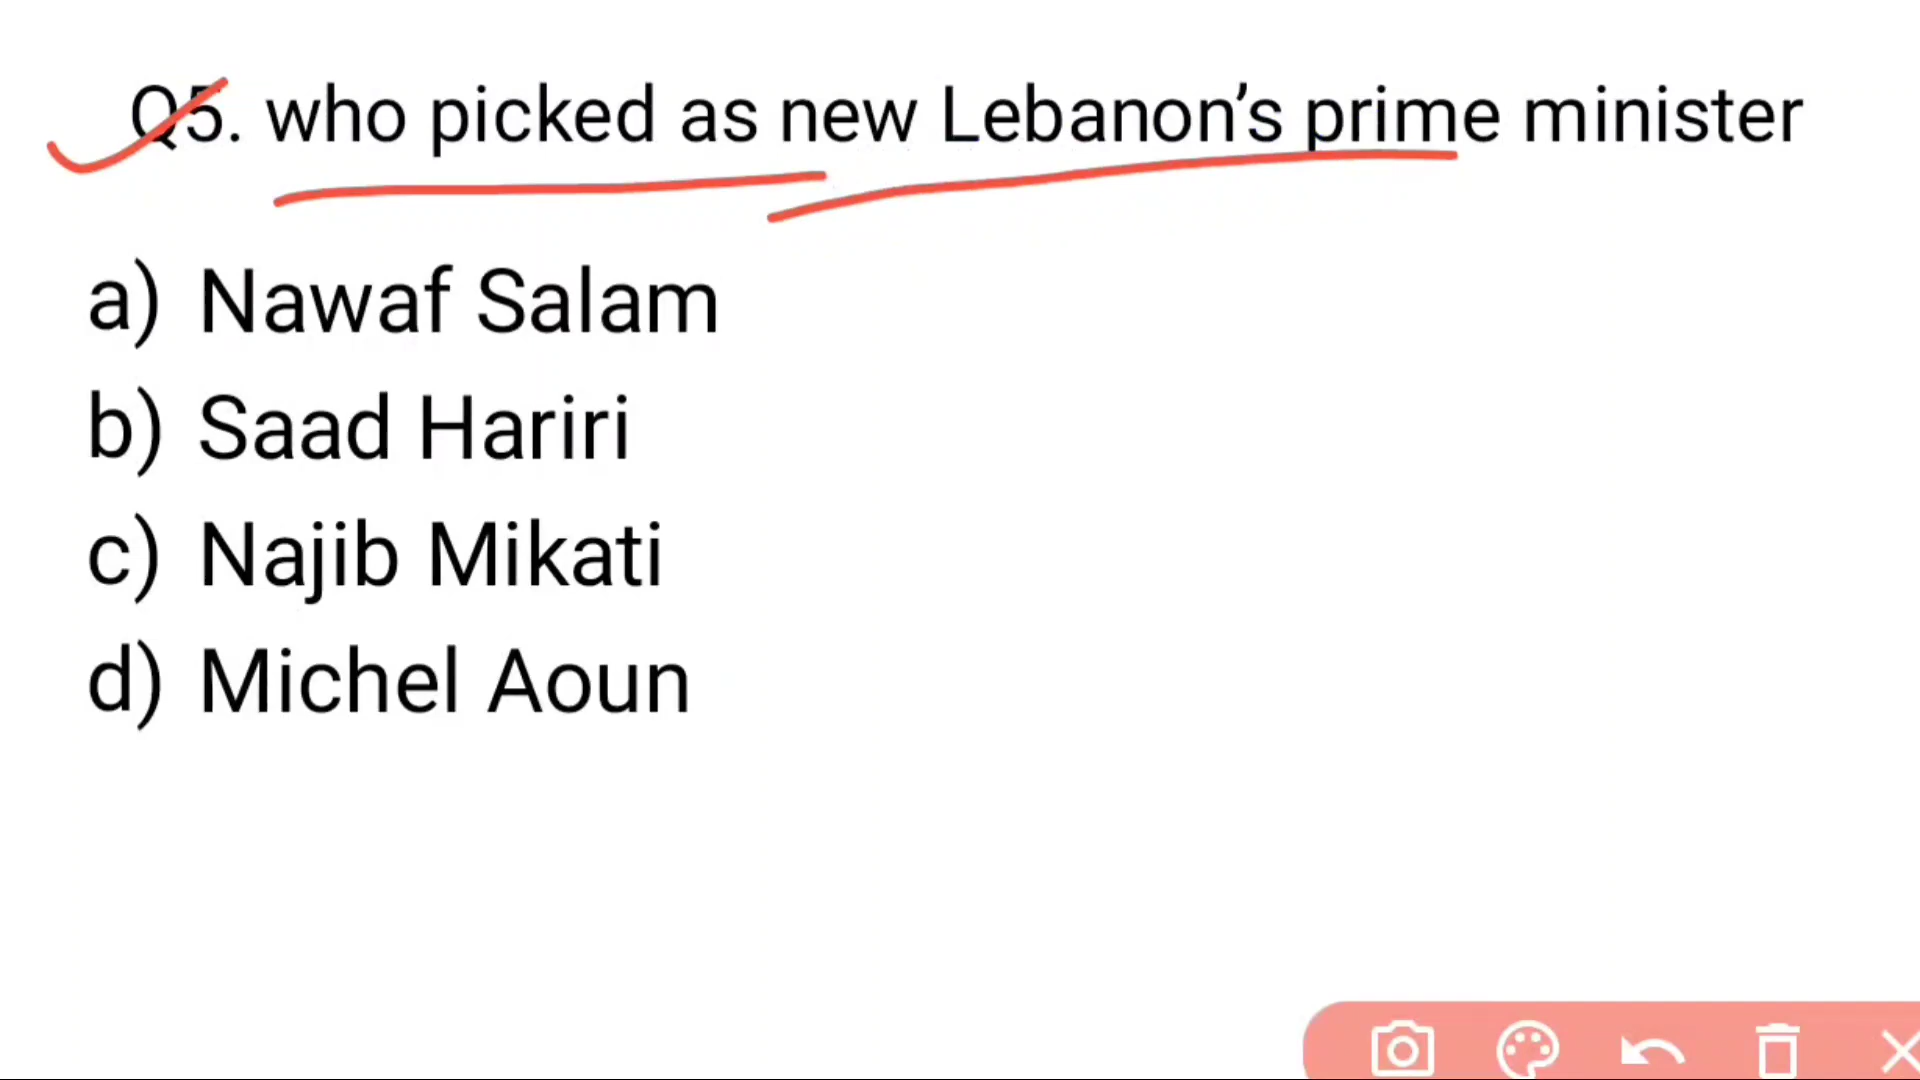 Q5. who picked as new Lebanon’s prime minister
a) Nawaf Salam
b) Saad Hariri
c) Najib Mikati
d) Michel Aoun